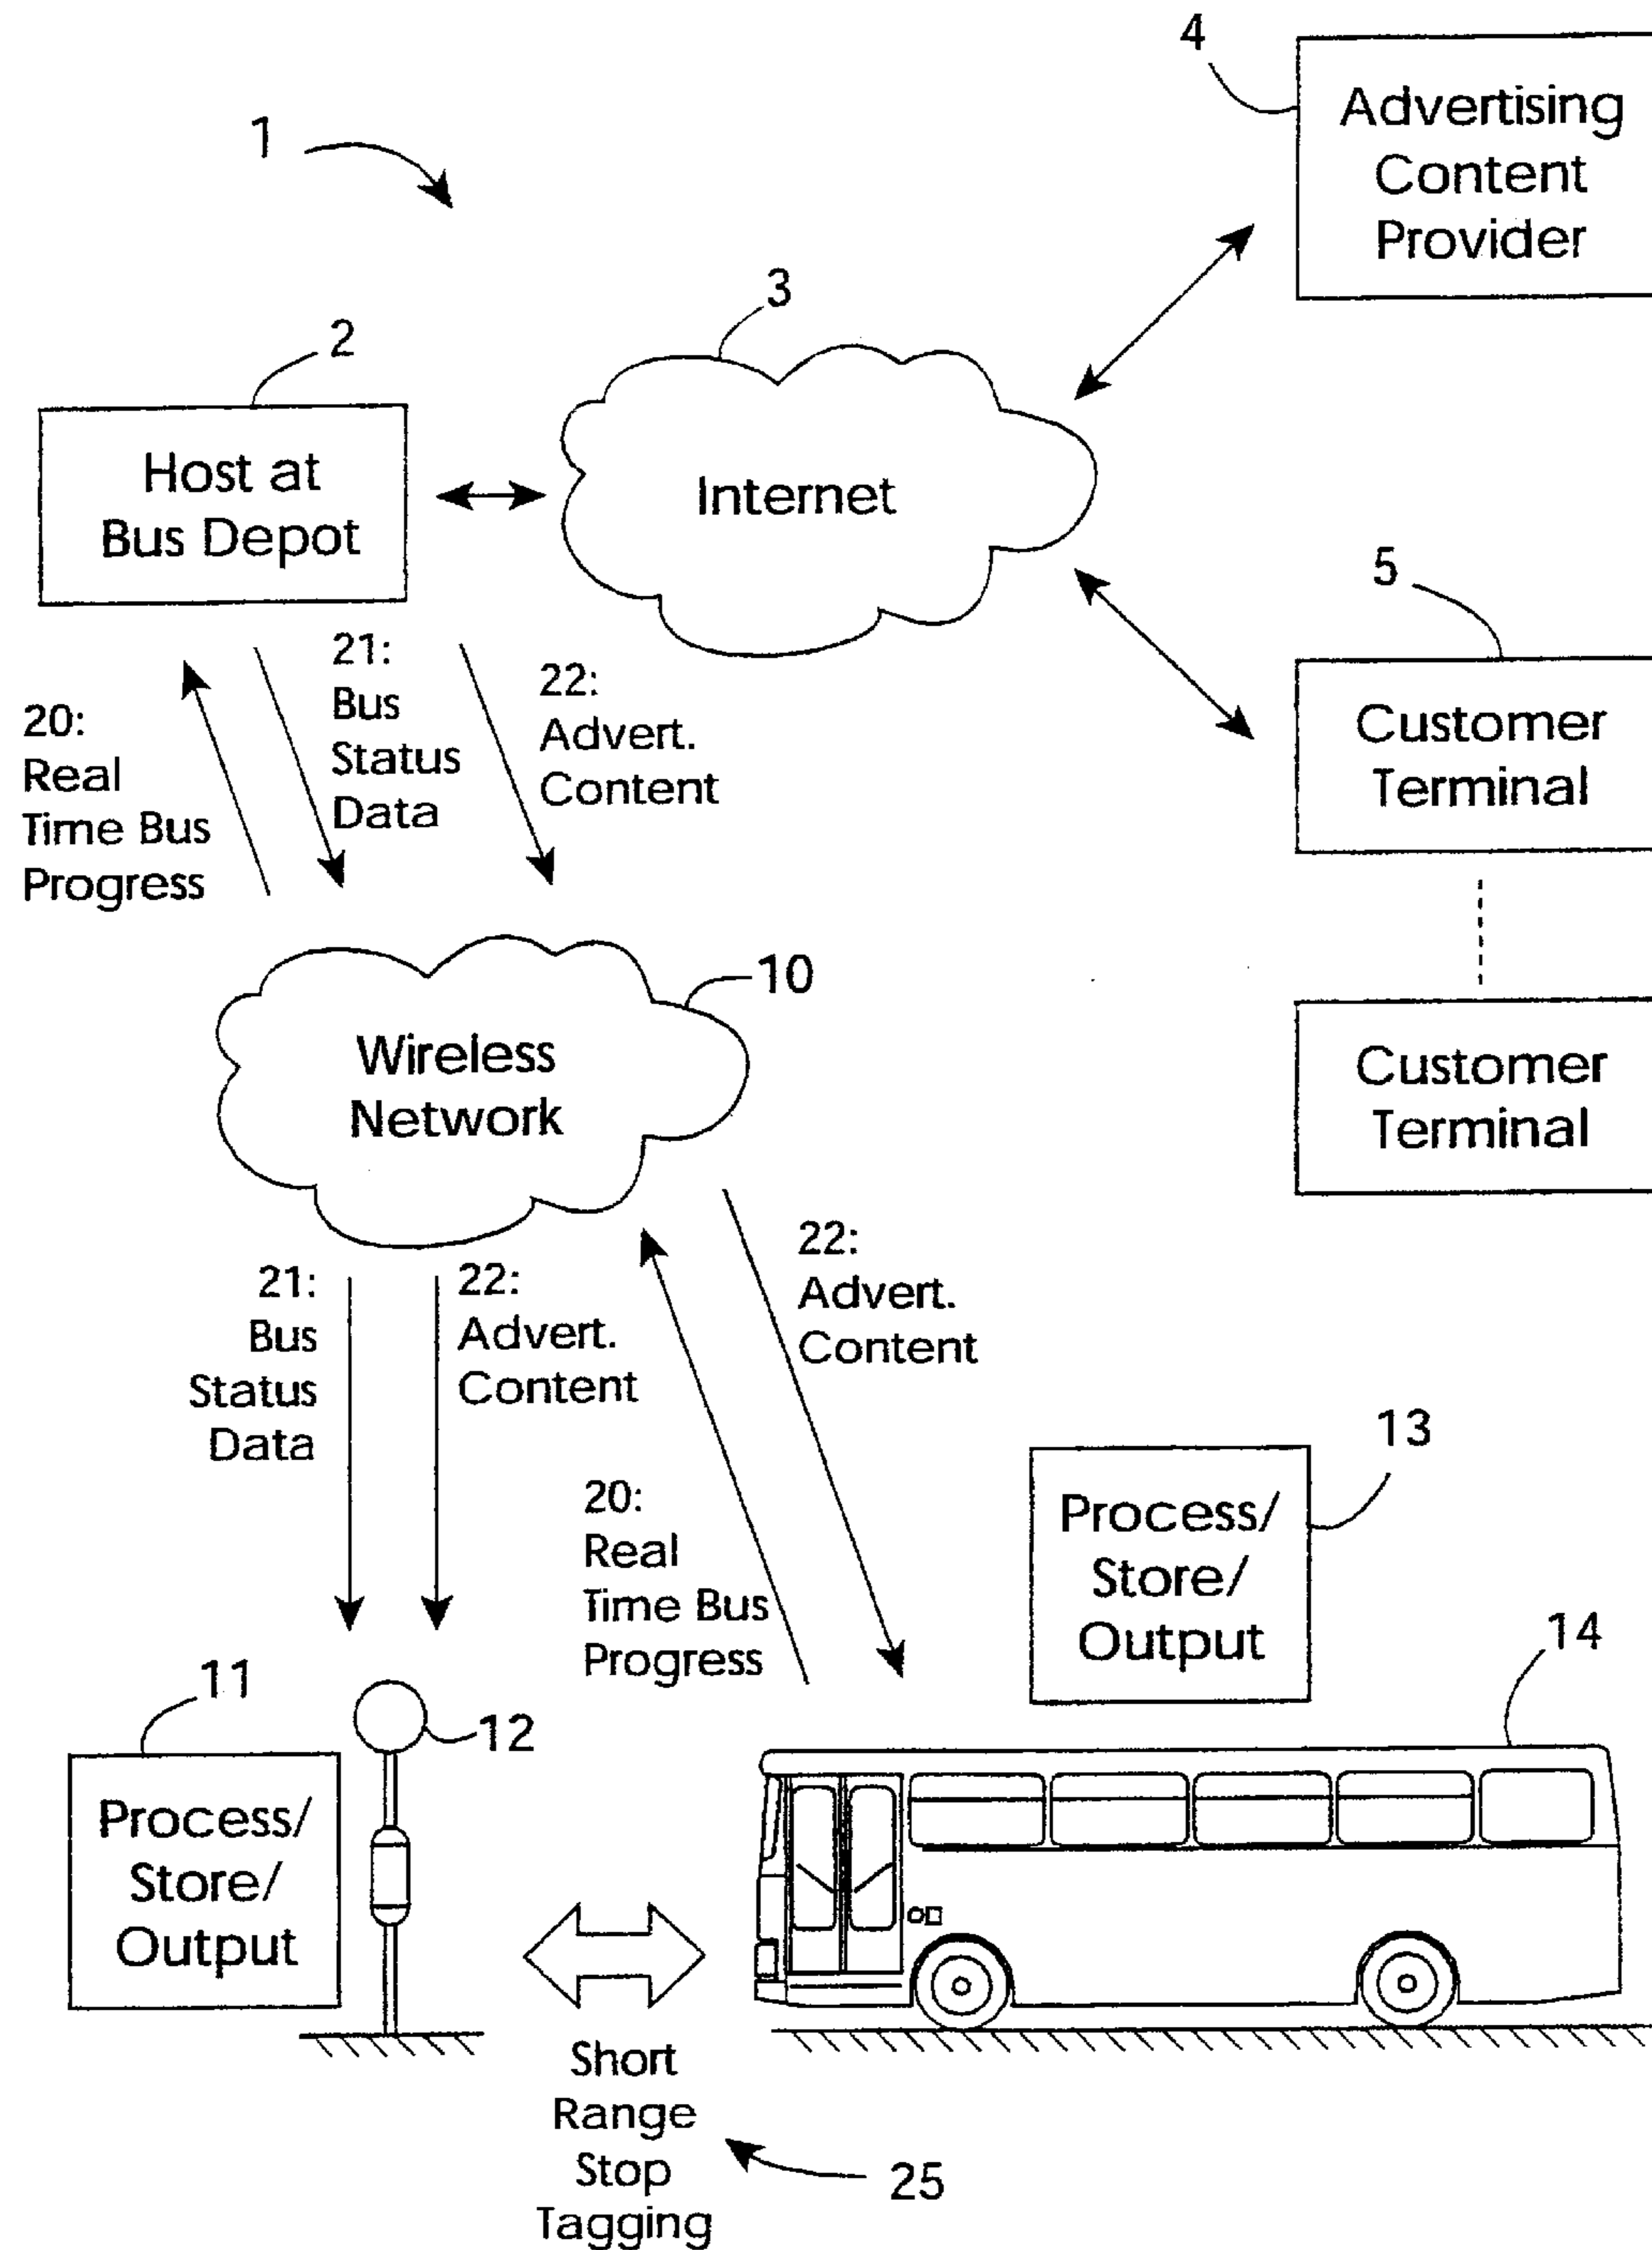 4
Advertising
Content
Provider
1
3
2
Host at
Bus Depot
Internet
5
Customer
Terminal
21:
Bus
Status
Data
22:
Advert.
Content
20:
Real
Time Bus
Progress
10
Wireless
Network
Customer
Terminal
21:
Bus
Status
Data
22:
Advert.
Content
22:
Advert.
Content
20:
Real
Time Bus
Progress
13
Process/
Store/
Output
14
11
12
Process/
Store/
Output
Short
Range
Stop
Tagging
25